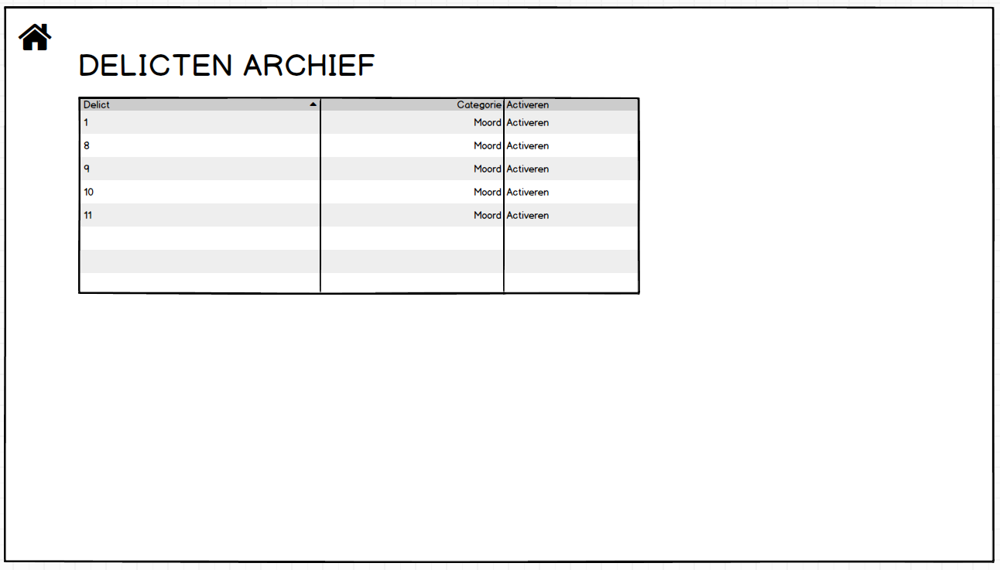 DELICTEN ARCHIEF
Delict Categorie Activeren
1 Moord Activeren
8 Moord Activeren
9 Moord Activeren
10 Moord Activeren
11 Moord Activeren